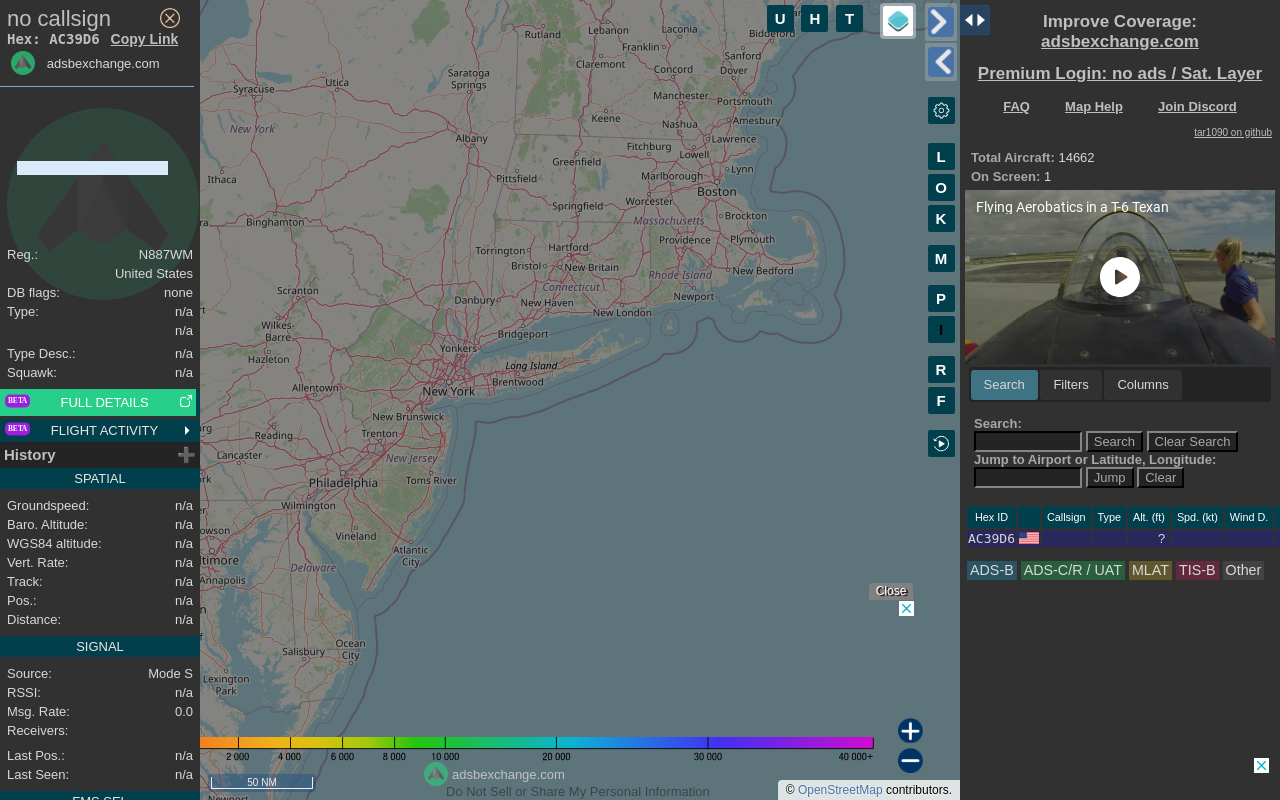 no callsign
Hex: AC39D6 Copy Link
adsbexchange.com
Reg.: N887WM
United States
DB flags: none
Type: n/a
n/a
Type Desc.: n/a
Squawk: n/a
BETA FULL DETAILS
BETA FLIGHT ACTIVITY
History
SPATIAL
Groundspeed: n/a
Baro. Altitude: n/a
WGS84 altitude: n/a
Vert. Rate: n/a
Track: n/a
Pos.: n/a
Distance: n/a
SIGNAL
Source: Mode S
RSSI: n/a
Msg. Rate: 0.0
Receivers:
Last Pos.: n/a
Last Seen: n/a
FMS SEL
U H T
L
O
K
M
P
I
R
F
Rutland
Lebanon
Laconia
Biddeford
Franklin
Sanford
Claremont
Concord
Dover
Saratoga
Springs
Utica
Syracuse
Manchester
Portsmouth
Keene
Nashua
Amesbury
New York
Albany
Fitchburg
Lawrence
Lowell
Greenfield
Lynn
Ithaca
Pittsfield
Marlborough
Boston
Worcester
Springfield
Massachusetts
Brockton
Binghamton
Torrington
Hartford
Providence
Plymouth
Bristol
New Britain
Rhode Island
New Bedford
Connecticut
Scranton
Danbury
New Haven
Newport
New London
Wilkes-
Barre
Bridgeport
Yonkers
Hazleton
Long Island
Allentown
New York
Brentwood
New Brunswick
Reading
Trenton
Lancaster
New Jersey
Philadelphia
Toms River
Wilmington
Vineland
Atlantic
City
Delaware
Annapolis
Ocean
City
Salisbury
Lexington
Park
Newport
Close
2 000 4 000 6 000 8 000 10 000 20 000 30 000 40 000+
50 NM
adsbexchange.com
Do Not Sell or Share My Personal Information
© OpenStreetMap contributors.
Improve Coverage:
adsbexchange.com
Premium Login: no ads / Sat. Layer
FAQ Map Help Join Discord
tar1090 on github
Total Aircraft: 14662
On Screen: 1
Flying Aerobatics in a T-6 Texan
Search Filters Columns
Search:
Search Clear Search
Jump to Airport or Latitude, Longitude:
Jump Clear
Hex ID Callsign Type Alt. (ft) Spd. (kt) Wind D.
AC39D6 ?
ADS-B ADS-C/R / UAT MLAT TIS-B Other